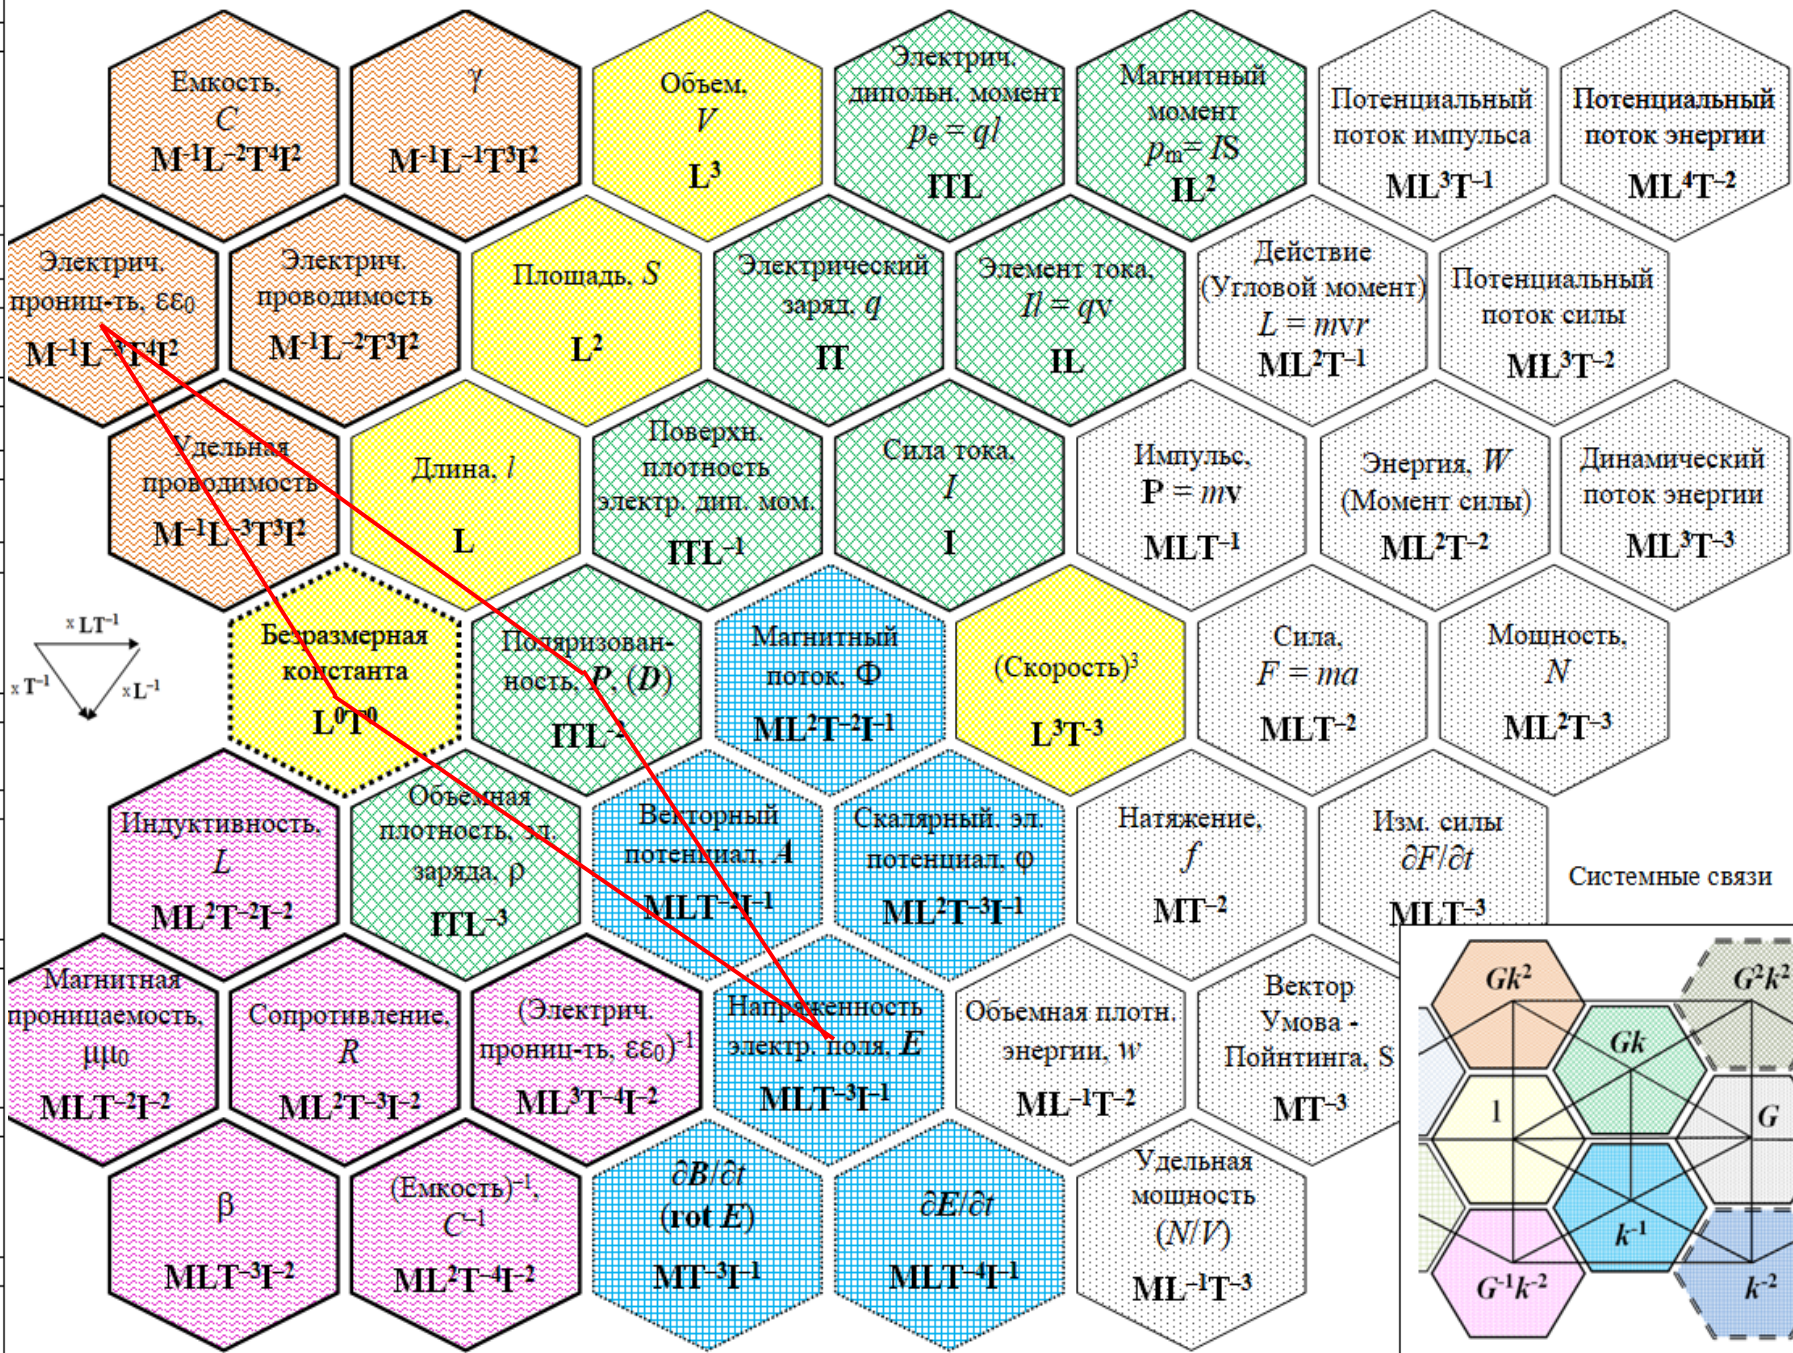 Емкость,
C
M⁻¹L⁻²T⁴I²
γ
M⁻¹L⁻¹T³I²
Объем,
V
L³
Электрич.
дипольн. момент
pₑ = ql
ITL
Магнитный
момент
pₘ= IS
IL²
Потенциальный
поток импульса
ML³T⁻¹
Потенциальный
поток энергии
ML⁴T⁻²
Электрич.
прониц-ть, εε₀
M⁻¹L⁻³T⁴I²
Электрич.
проводимость
M⁻¹L⁻²T³I²
Площадь, S
L²
Электрический
заряд, q
IT
Элемент тока,
Il = qv
IL
Действие
(Угловой момент)
L = mvr
ML²T⁻¹
Потенциальный
поток силы
ML³T⁻²
Удельная
проводимость
M⁻¹L⁻³T³I²
Длина, l
L
Поверхн.
плотность
электр. дип. мом.
ITL⁻¹
Сила тока,
I
I
Импульс,
P = mv
MLT⁻¹
Энергия, W
(Момент силы)
ML²T⁻²
Динамический
поток энергии
ML³T⁻³
x LT⁻¹
x T⁻¹
x L⁻¹
Безразмерная
константа
L⁰T⁰
Поляризован-
ность, P, (D)
ITL⁻²
Магнитный
поток, Φ
ML²T⁻²I⁻¹
(Скорость)³
L³T⁻³
Сила,
F = ma
MLT⁻²
Мощность,
N
ML²T⁻³
Индуктивность,
L
ML²T⁻²I⁻²
Объемная
плотность, эл.
заряда, ρ
ITL⁻³
Векторный
потенциал, A
MLT⁻²I⁻¹
Скалярный. эл.
потенциал, φ
ML²T⁻³I⁻¹
Натяжение,
f
MT⁻²
Изм. силы
∂F/∂t
MLT⁻³
Системные связи
Магнитная
проницаемость,
μμ₀
MLT⁻²I⁻²
Сопротивление,
R
ML²T⁻³I⁻²
(Электрич.
прониц-ть, εε₀)⁻¹
ML³T⁻⁴I⁻²
Напряженность
электр. поля, E
MLT⁻³I⁻¹
Объемная плотн.
энергии, w
ML⁻¹T⁻²
Вектор
Умова -
Пойнтинга, S
MT⁻³
β
MLT⁻³I⁻²
(Емкость)⁻¹,
C⁻¹
ML²T⁻⁴I⁻²
∂B/∂t
(rot E)
MT⁻³I⁻¹
∂E/∂t
MLT⁻⁴I⁻¹
Удельная
мощность
(N/V)
ML⁻¹T⁻³
Gk²
G²k²
Gk
1
G
k⁻¹
G⁻¹k⁻²
k⁻²